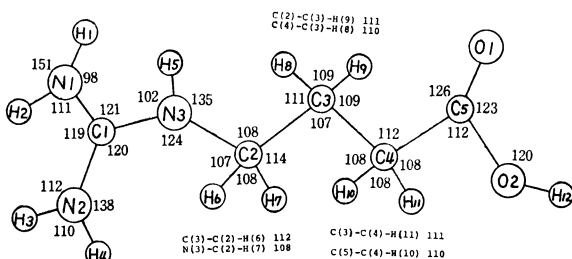 C(2)-C(3)-H(9) 111
C(4)-C(3)-H(8) 110
H1
O1
151
N1
98
H5
H8
109
H9
H2
111
121
102
135
111
C3
109
126
C5
123
119
C1
N3
107
112
120
124
108
112
107
C2
114
108
C4
108
120
O2
H12
112
N2
138
108
108
H3
110
H6
H7
H10
H11
H4
C(3)-C(2)-H(6) 112
N(3)-C(2)-H(7) 108
C(3)-C(4)-H(11) 111
C(5)-C(4)-H(10) 110